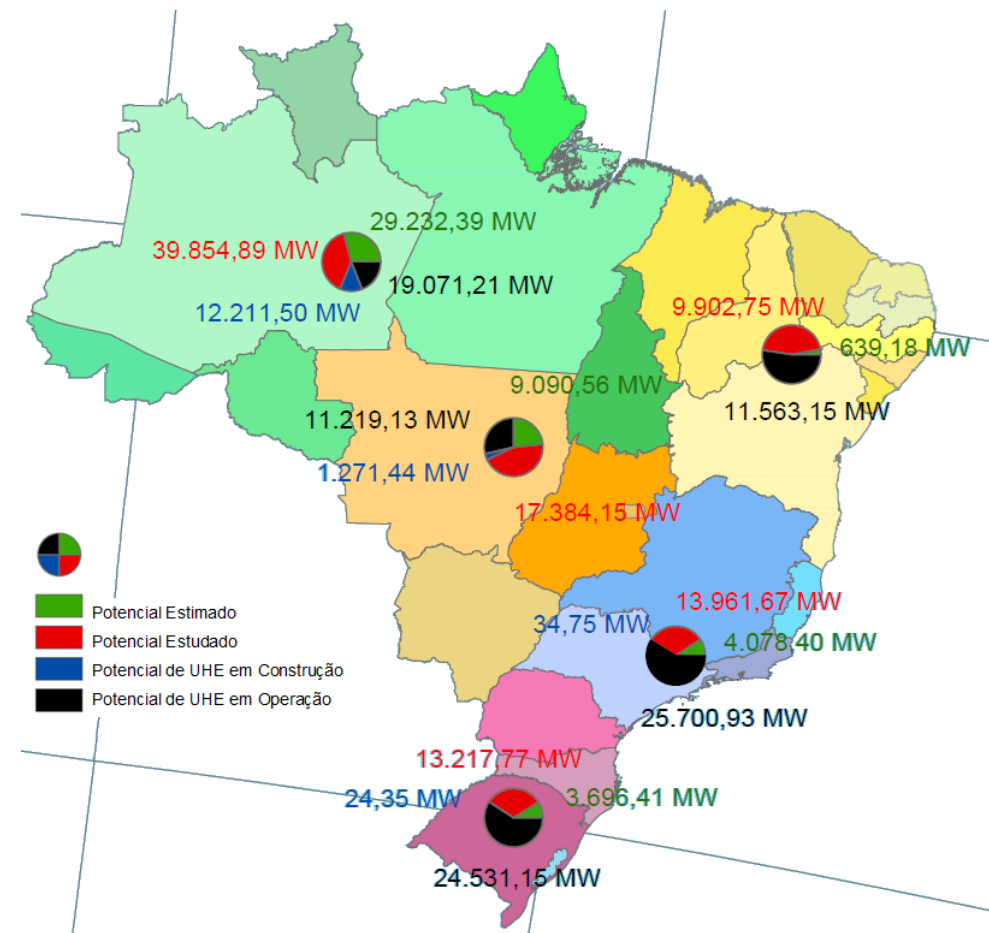 29.232,39 MW
39.854,89 MW
19.071,21 MW
12.211,50 MW
9.902,75 MW
639,18 MW
11.563,15 MW
9.090,56 MW
11.219,13 MW
1.271,44 MW
17.384,15 MW
13.961,67 MW
34,75 MW
4.078,40 MW
25.700,93 MW
13.217,77 MW
24,35 MW
3.696,41 MW
24.531,15 MW
Potencial Estimado
Potencial Estudado
Potencial de UHE em Construção
Potencial de UHE em Operação